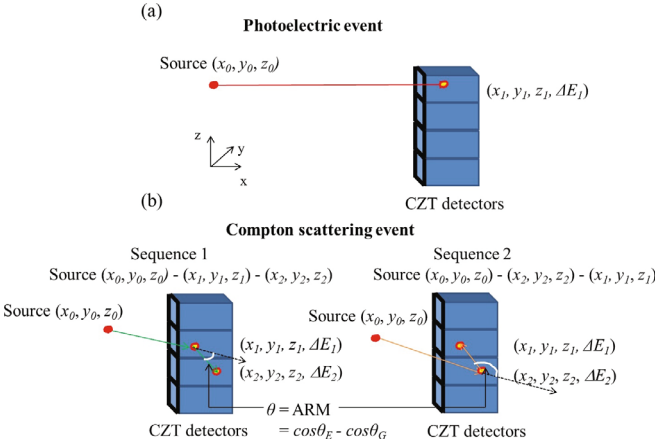 (a)
Photoelectric event
Source (x₀, y₀, z₀)
(x₁, y₁, z₁, ΔE₁)
z
y
x
CZT detectors
(b)
Compton scattering event
Sequence 1
Source (x₀, y₀, z₀) - (x₁, y₁, z₁) - (x₂, y₂, z₂)
Source (x₀, y₀, z₀)
(x₁, y₁, z₁, ΔE₁)
(x₂, y₂, z₂, ΔE₂)
CZT detectors
Sequence 2
Source (x₀, y₀, z₀) - (x₂, y₂, z₂) - (x₁, y₁, z₁)
Source (x₀, y₀, z₀)
(x₁, y₁, z₁, ΔE₁)
(x₂, y₂, z₂, ΔE₂)
CZT detectors
θ = ARM
= cosθ_E - cosθ_G